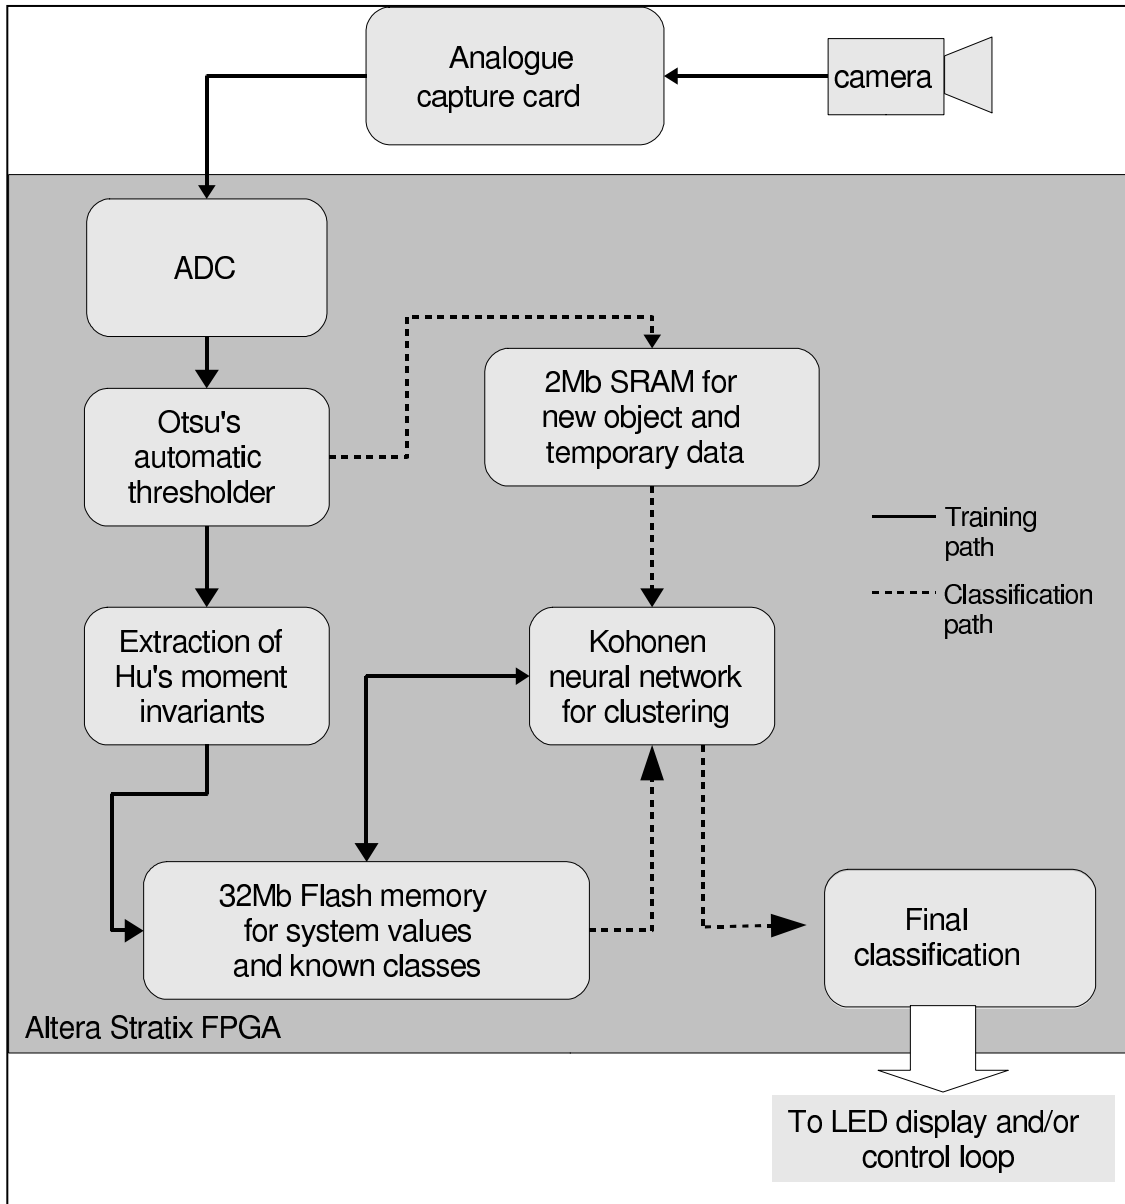 Analogue
capture card
camera
ADC
Otsu's
automatic
thresholder
2Mb SRAM for
new object and
temporary data
Training
path
Classification
path
Extraction of
Hu's moment
invariants
Kohonen
neural network
for clustering
32Mb Flash memory
for system values
and known classes
Final
classification
Altera Stratix FPGA
To LED display and/or
control loop